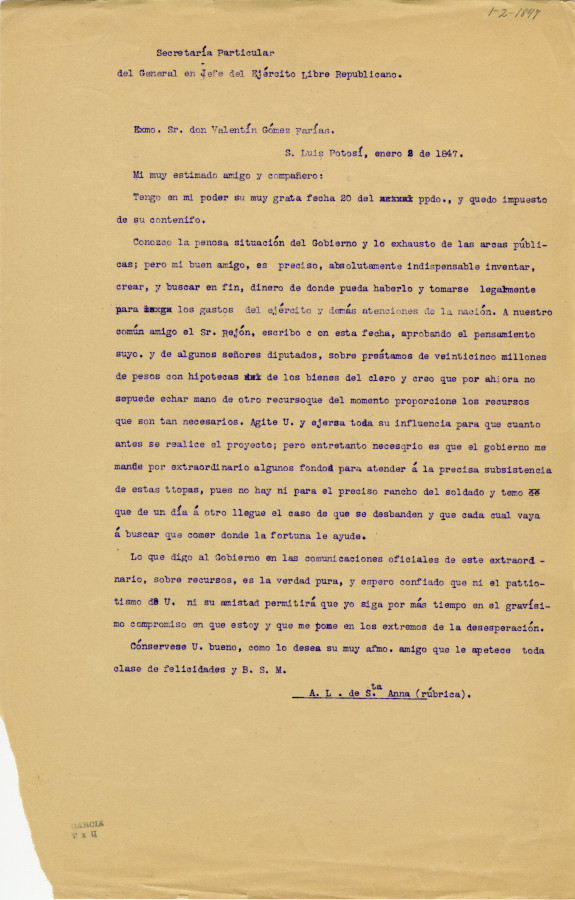 1-2-1847
Secretaría Particular
del General en Jefe del Ejército Libre Republicano.
Exmo. Sr. don Valentín Gómez Farías.
S. Luis Potosí, enero 2 de 1847.
Mi muy estimado amigo y compañero:
Tengo en mi poder su muy grata fecha 20 del ppdo., y quedo impuesto
de su contenifo.
Conozco la penosa situación del Gobierno y lo exhausto de las arcas públi-
cas; pero mi buen amigo, es preciso, absolutamente indispensable inventar,
crear, y buscar en fin, dinero de donde pueda haberlo y tomarse legalmente
para los gastos del ejército y demás atenciones de la nación. A nuestro
común amigo el Sr. Rejón, escribo c on esta fecha, aprobando el pensamiento
suyo. y de algunos señores diputados, sobre préstamos de veinticinco millones
de pesos con hipotecas de los bienes del clero y creo que por ahiora no
sepuede echar mano de otro recursoque del momento proporcione los recursos
que son tan necesarios. Agite U. y ejersa toda su influencia para que cuanto
antes se realice el proyecto; pero entretanto necesqrio es que el gobierno me
mande por extraordinario algunos fondos para atender á la precisa subsistencia
de estas ttopas, pues no hay ni para el preciso rancho del soldado y temo
que de un día á otro llegue el caso de que se desbanden y que cada cual vaya
á buscar que comer donde la fortuna le ayude.
Lo que digo al Gobierno en las comunicaciones oficiales de este extraord -
nario, sobre recursos, es la verdad pura, y espero confiado que ni el pattio-
tismo de U. ni su amistad permitirá que yo siga por más tiempo en el gravísi-
mo compromiso en que estoy y que me pone en los extremos de la desesperación.
Cónservese U. bueno, como lo desea su muy afmo. amigo que le apetece toda
clase de felicidades y B. S. M.
A. L . de S.ta Anna (rúbrica).
GARCIA